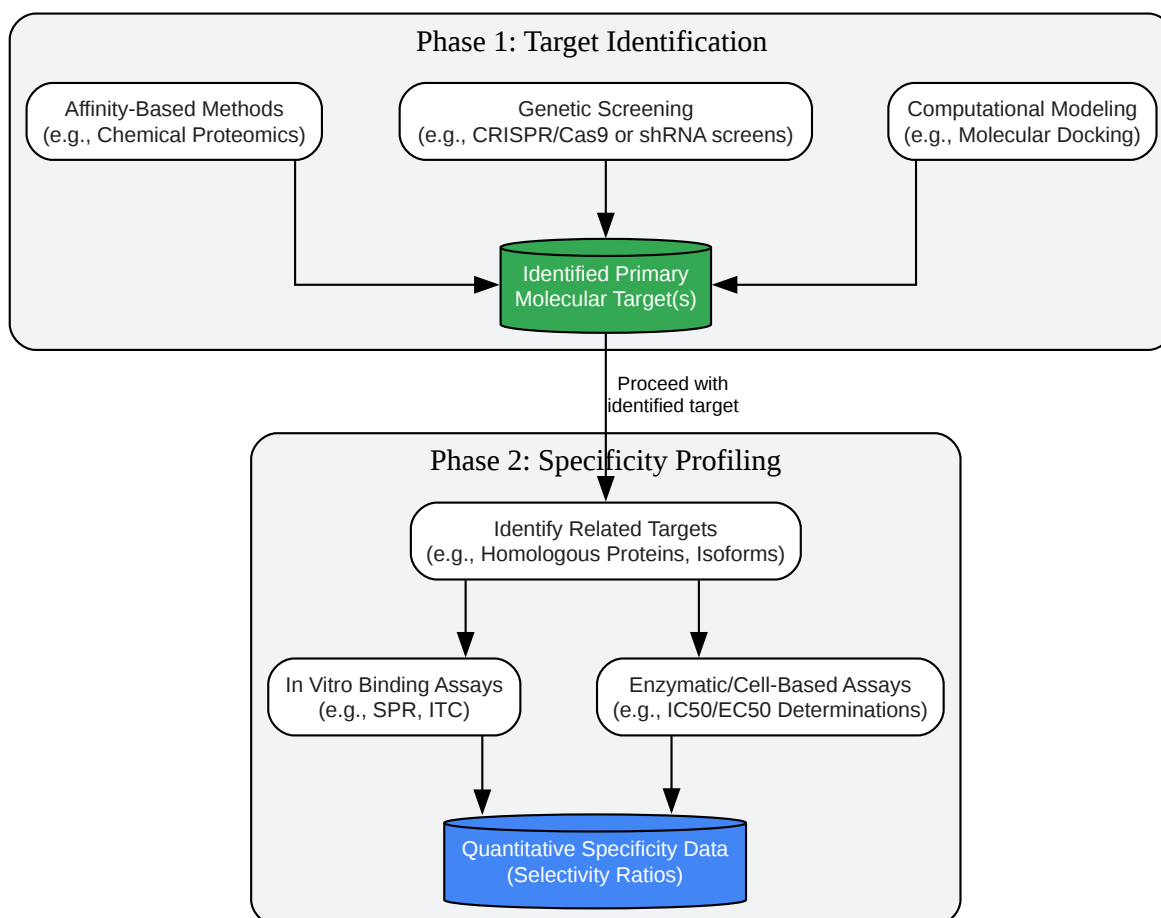 Phase 1: Target Identification
Affinity-Based Methods
(e.g., Chemical Proteomics)
Genetic Screening
(e.g., CRISPR/Cas9 or shRNA screens)
Computational Modeling
(e.g., Molecular Docking)
Identified Primary
Molecular Target(s)
Proceed with
identified target
Phase 2: Specificity Profiling
Identify Related Targets
(e.g., Homologous Proteins, Isoforms)
In Vitro Binding Assays
(e.g., SPR, ITC)
Enzymatic/Cell-Based Assays
(e.g., IC50/EC50 Determinations)
Quantitative Specificity Data
(Selectivity Ratios)